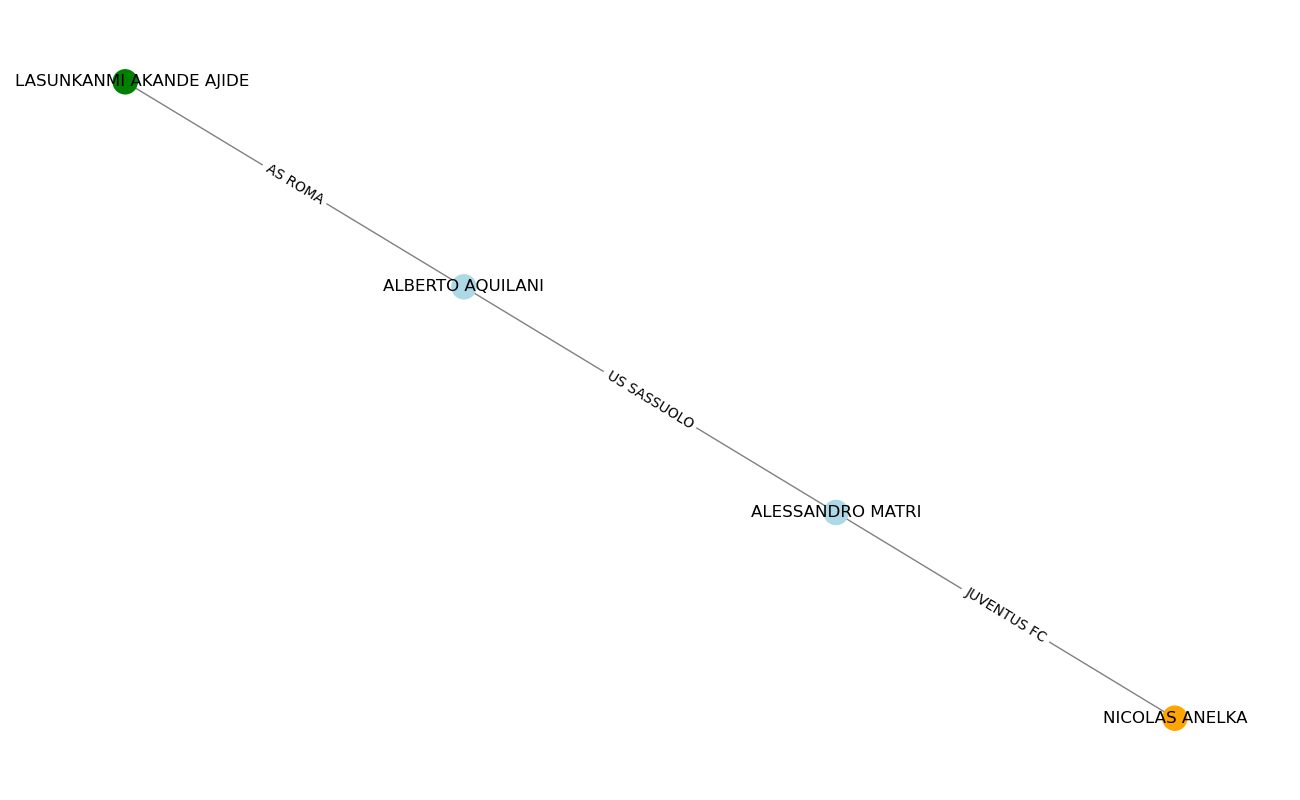 LASUNKANMI AKANDE AJIDE
AS ROMA
ALBERTO AQUILANI
US SASSUOLO
ALESSANDRO MATRI
JUVENTUS FC
NICOLAS ANELKA